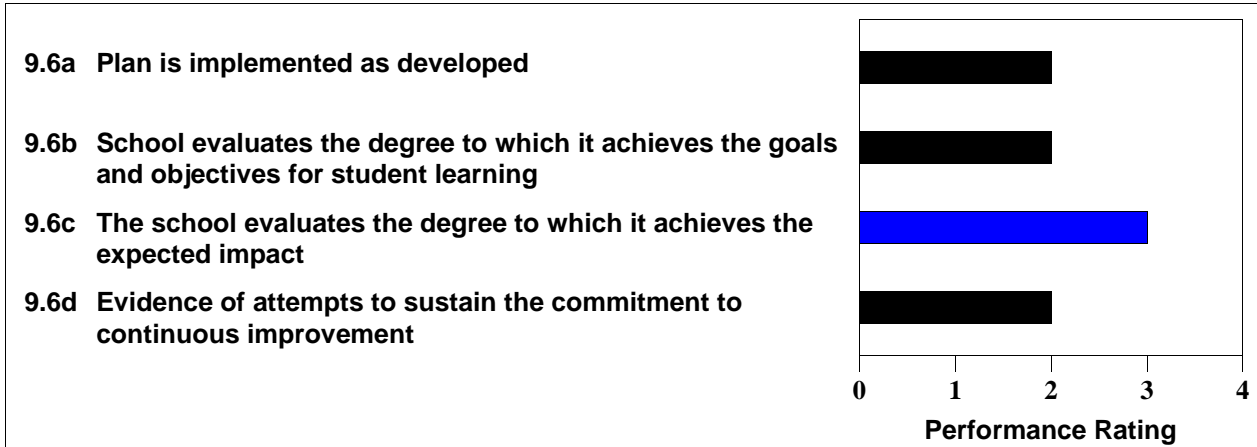 9.6a Plan is implemented as developed
9.6b School evaluates the degree to which it achieves the goals
and objectives for student learning
9.6c The school evaluates the degree to which it achieves the
expected impact
9.6d Evidence of attempts to sustain the commitment to
continuous improvement
0 1 2 3 4
Performance Rating